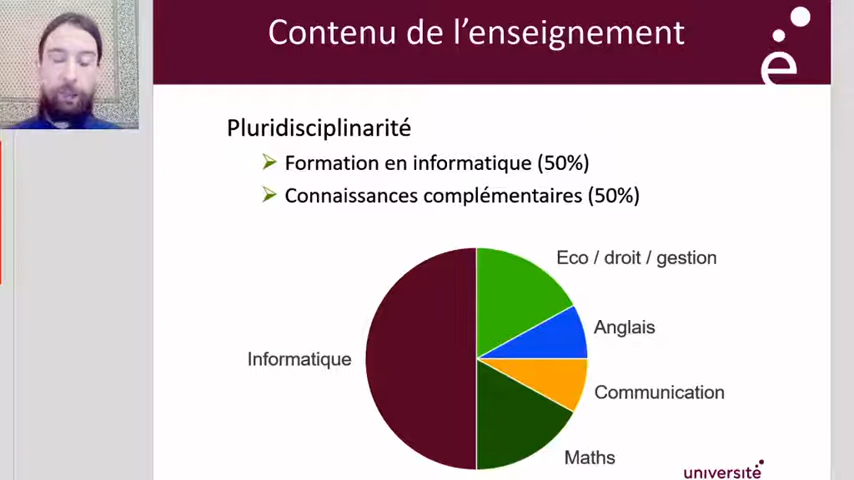 Contenu de l'enseignement
é
Pluridisciplinarité
Formation en informatique (50%)
Connaissances complémentaires (50%)
Eco / droit / gestion
Anglais
Informatique
Communication
Maths
université